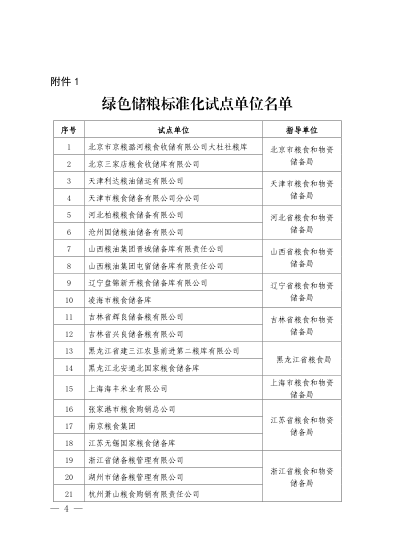 附件 1
绿色储粮标准化试点单位名单
序号 试点单位 指导单位
1 北京市京粮潞河粮食收储有限公司大杜社粮库 北京市粮食和物资储备局
2 北京三家店粮食收储库有限公司
3 天津利达粮油储运有限公司 天津市粮食和物资储备局
4 天津市粮食储备有限公司分公司
5 河北柏粮粮食储备有限公司 河北省粮食和物资储备局
6 沧州国储粮油储备有限公司
7 山西粮油集团晋城储备库有限责任公司 山西省粮食和物资储备局
8 山西粮油集团屯留储备库有限责任公司
9 辽宁盘锦新开粮食储备库有限公司 辽宁省粮食和物资储备局
10 凌海市粮食储备库
11 吉林省辉良储备粮有限公司 吉林省粮食和物资储备局
12 吉林省兴良储备粮有限公司
13 黑龙江省建三江农垦前进第二粮库有限公司 黑龙江省粮食局
14 黑龙江北安通北国家粮食储备库
15 上海海丰米业有限公司 上海市粮食和物资储备局
16 张家港市粮食购销总公司 江苏省粮食和物资储备局
17 南京粮食集团
18 江苏无锡国家粮食储备库
19 浙江省储备粮管理有限公司 浙江省粮食和物资储备局
20 湖州市储备粮管理有限公司
21 杭州萧山粮食购销有限责任公司
— 4 —